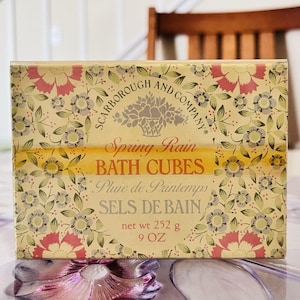 SCARBOROUGH AND COMPANY
Spring Rain
BATH CUBES
Pluie de Printemps
SELS DE BAIN
net wt 252 g
9 OZ